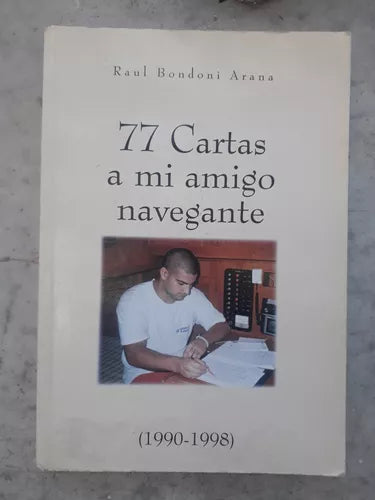 Raul Bondoni Arana
77 Cartas
a mi amigo
navegante
(1990-1998)